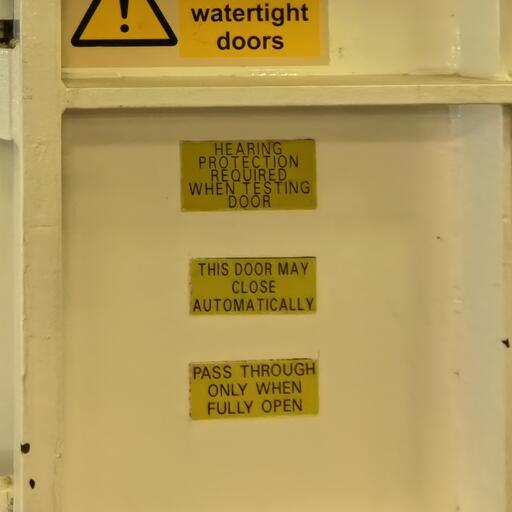 watertight
doors
HEARING
PROTECTION
REQUIRED
WHEN TESTING
DOOR
THIS DOOR MAY
CLOSE
AUTOMATICALLY
PASS THROUGH
ONLY WHEN
FULLY OPEN